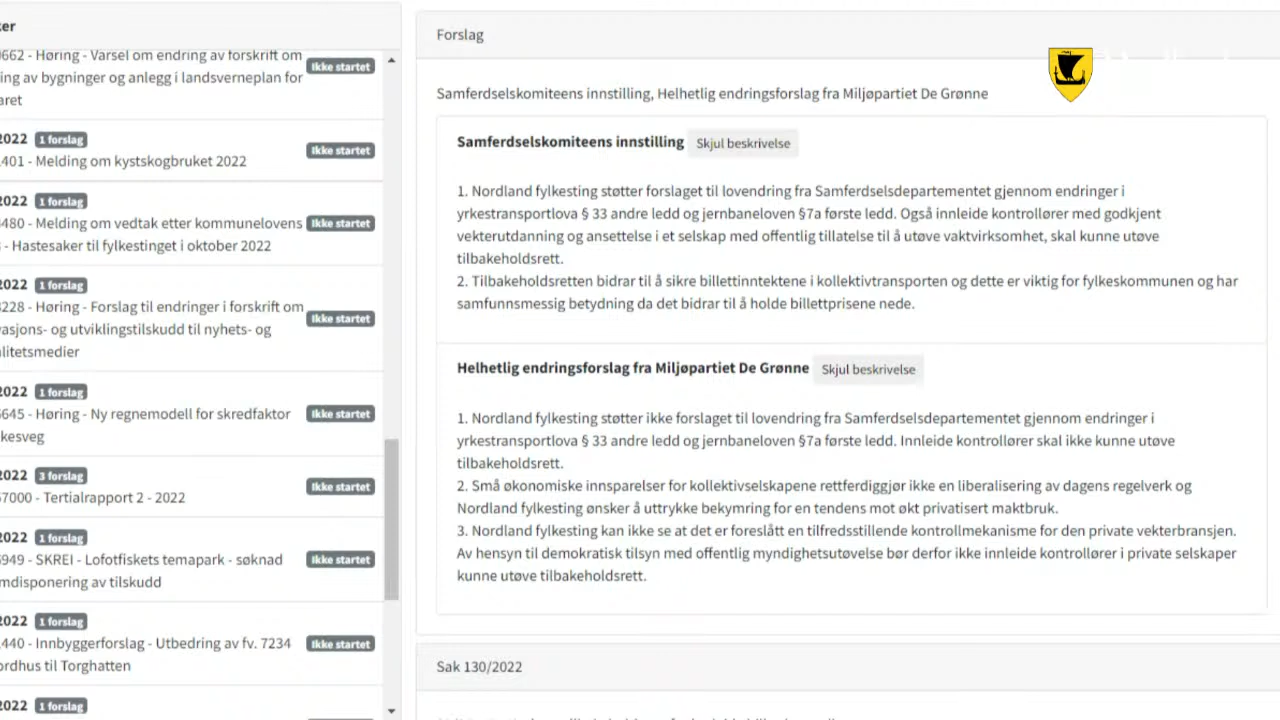 ter
662 - Høring - Varsel om endring av forskrift om
ing av bygninger og anlegg i landsverneplan for
aret
Ikke startet
2022 1 forslag
401 - Melding om kystskogbruket 2022
Ikke startet
2022 1 forslag
480 - Melding om vedtak etter kommunelovens
- Hastesaker til fylkestinget i oktober 2022
Ikke startet
2022 1 forslag
228 - Høring - Forslag til endringer i forskrift om
asjons- og utviklingstilskudd til nyhets- og
litetsmedier
Ikke startet
2022 1 forslag
645 - Høring - Ny regnemodell for skredfaktor
kesveg
Ikke startet
2022 3 forslag
57000 - Tertialrapport 2 - 2022
Ikke startet
2022 1 forslag
949 - SKREI - Lofotfiskets temapark - søknad
mdisponering av tilskudd
Ikke startet
2022 1 forslag
440 - Innbyggerforslag - Utbedring av fv. 7234
ordhus til Torghatten
Ikke startet
2022 1 forslag
Forslag
Samferdselskomiteens innstilling, Helhetlig endringsforslag fra Miljøpartiet De Grønne
Samferdselskomiteens innstilling Skjul beskrivelse
1. Nordland fylkesting støtter forslaget til lovendring fra Samferdselsdepartementet gjennom endringer i
yrkestransportlova § 33 andre ledd og jernbaneloven §7a første ledd. Også innleide kontrollører med godkjent
vekterutdanning og ansettelse i et selskap med offentlig tillatelse til å utøve vaktvirksomhet, skal kunne utøve
tilbakeholdsrett.
2. Tilbakeholdsretten bidrar til å sikre billettinntektene i kollektivtransporten og dette er viktig for fylkeskommunen og har
samfunnsmessig betydning da det bidrar til å holde billettprisene nede.
Helhetlig endringsforslag fra Miljøpartiet De Grønne Skjul beskrivelse
1. Nordland fylkesting støtter ikke forslaget til lovendring fra Samferdselsdepartementet gjennom endringer i
yrkestransportlova § 33 andre ledd og jernbaneloven §7a første ledd. Innleide kontrollører skal ikke kunne utøve
tilbakeholdsrett.
2. Små økonomiske innsparelser for kollektivselskapene rettferdiggjør ikke en liberalisering av dagens regelverk og
Nordland fylkesting ønsker å uttrykke bekymring for en tendens mot økt privatisert maktbruk.
3. Nordland fylkesting kan ikke se at det er foreslått en tilfredsstillende kontrollmekanisme for den private vekterbransjen.
Av hensyn til demokratisk tilsyn med offentlig myndighetsutøvelse bør derfor ikke innleide kontrollører i private selskaper
kunne utøve tilbakeholdsrett.
Sak 130/2022